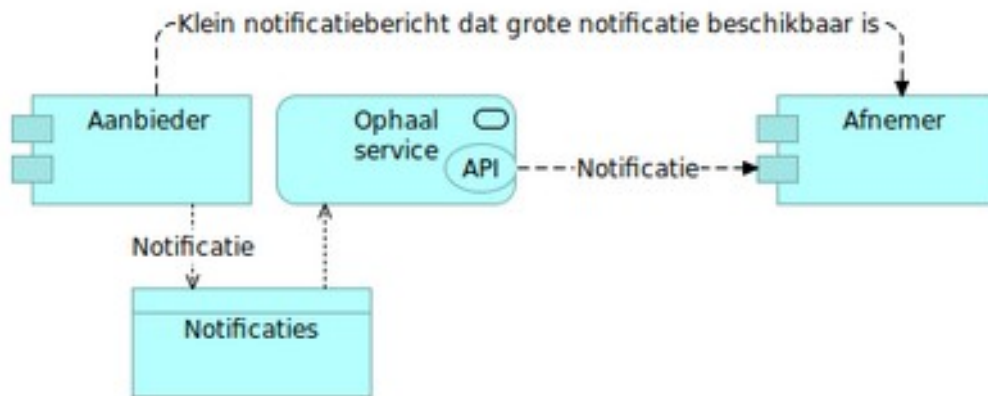 Klein notificatiebericht dat grote notificatie beschikbaar is
Aanbieder
Ophaal
service
API
Notificatie
Afnemer
Notificatie
Notificaties